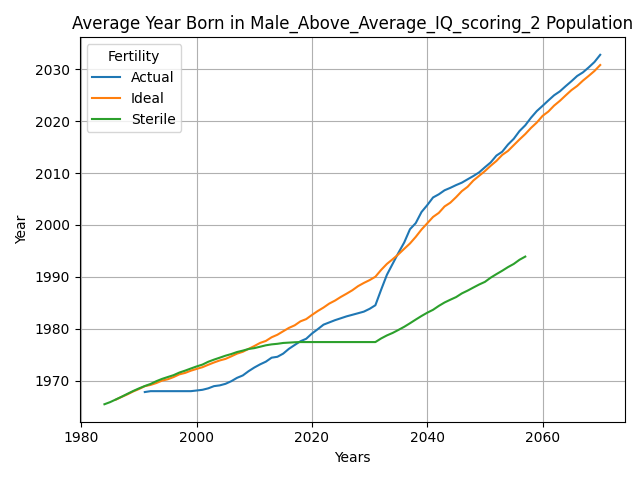 Average Year Born in Male_Above_Average_IQ_scoring_2 Population
Fertility
Actual
Ideal
Sterile
2030
2020
2010
2000
1990
1980
1970
Year
1980
2000
2020
2040
2060
Years